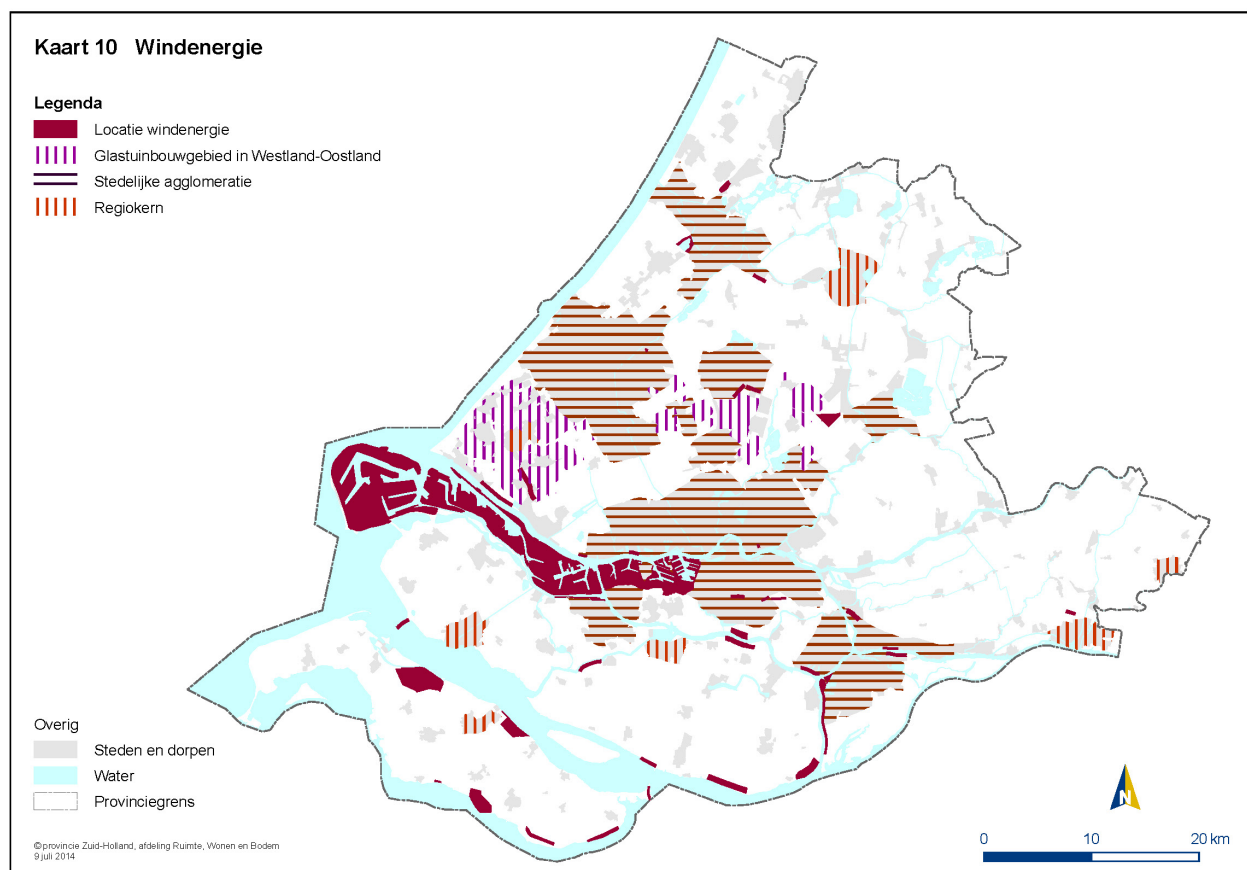 Kaart 10 Windenergie
Legenda
Locatie windenergie
Glastuinbouwgebied in Westland-Oostland
Stedelijke agglomeratie
Regiokern
Overig
Steden en dorpen
Water
Provinciegrens
©provincie Zuid-Holland, afdeling Ruimte, Wonen en Bodem
9 juli 2014
N
0 10 20 km